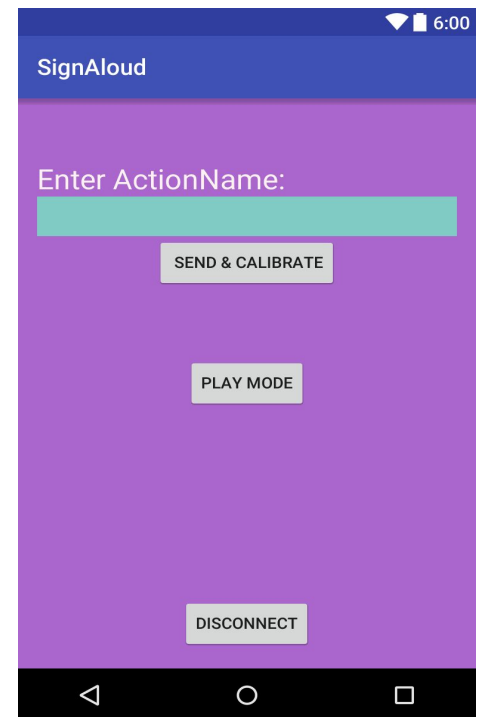 6:00
SignAloud
Enter ActionName:
SEND & CALIBRATE
PLAY MODE
DISCONNECT